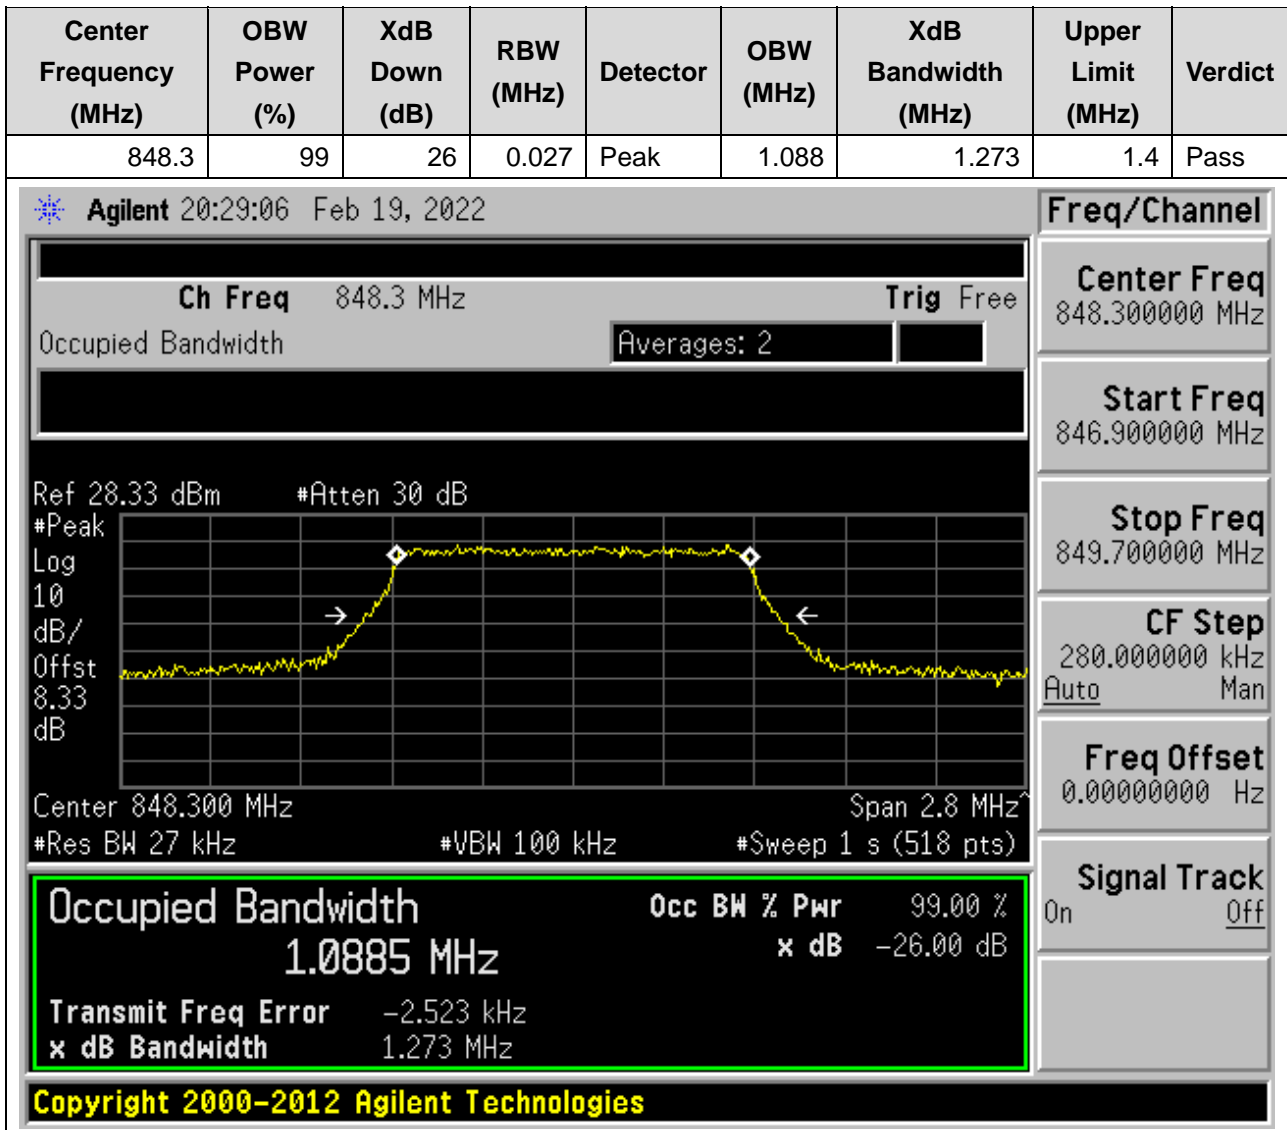 Center Frequency (MHz) OBW Power (%) XdB Down (dB) RBW (MHz) Detector OBW (MHz) XdB Bandwidth (MHz) Upper Limit (MHz) Verdict
848.3 99 26 0.027 Peak 1.088 1.273 1.4 Pass
Agilent 20:29:06 Feb 19, 2022
Ch Freq 848.3 MHz Trig Free
Occupied Bandwidth Averages: 2
Ref 28.33 dBm #Atten 30 dB
#Peak
Log
10
dB/
Offst
8.33
dB
Center 848.300 MHz Span 2.8 MHz^
#Res BW 27 kHz #VBW 100 kHz #Sweep 1 s (518 pts)
Occupied Bandwidth Occ BW % Pwr 99.00 %
1.0885 MHz x dB -26.00 dB
Transmit Freq Error -2.523 kHz
x dB Bandwidth 1.273 MHz
Copyright 2000-2012 Agilent Technologies
Freq/Channel
Center Freq
848.300000 MHz
Start Freq
846.900000 MHz
Stop Freq
849.700000 MHz
CF Step
280.000000 kHz
Auto Man
Freq Offset
0.00000000 Hz
Signal Track
On Off